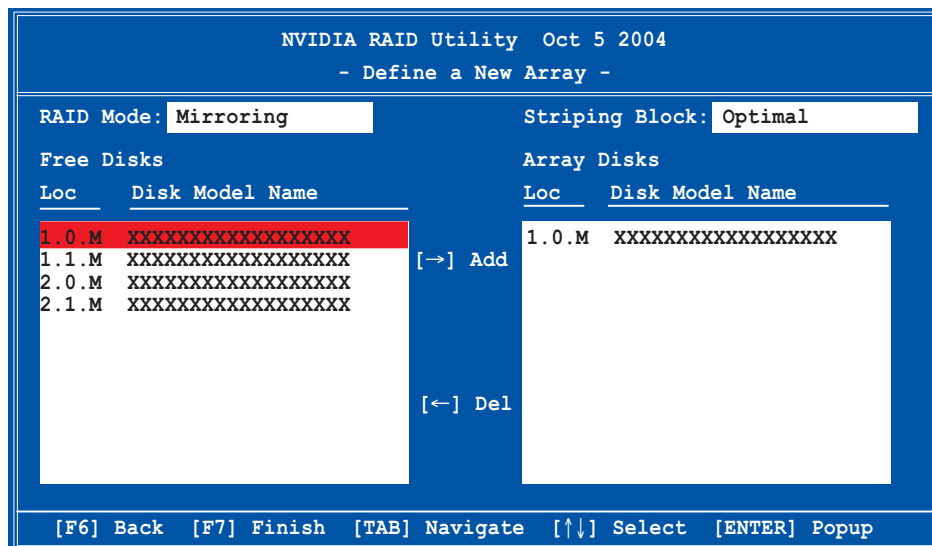 NVIDIA RAID Utility  Oct 5 2004
- Define a New Array -
RAID Mode: Mirroring  Striping Block: Optimal
Free Disks  Array Disks
Loc  Disk Model Name  Loc  Disk Model Name
1.0.M  XXXXXXXXXXXXXXXXXX  1.0.M  XXXXXXXXXXXXXXXXXX
1.1.M  XXXXXXXXXXXXXXXXXX  [→] Add
2.0.M  XXXXXXXXXXXXXXXXXX
2.1.M  XXXXXXXXXXXXXXXXXX
[←] Del
[F6] Back  [F7] Finish  [TAB] Navigate  [↑↓] Select  [ENTER] Popup